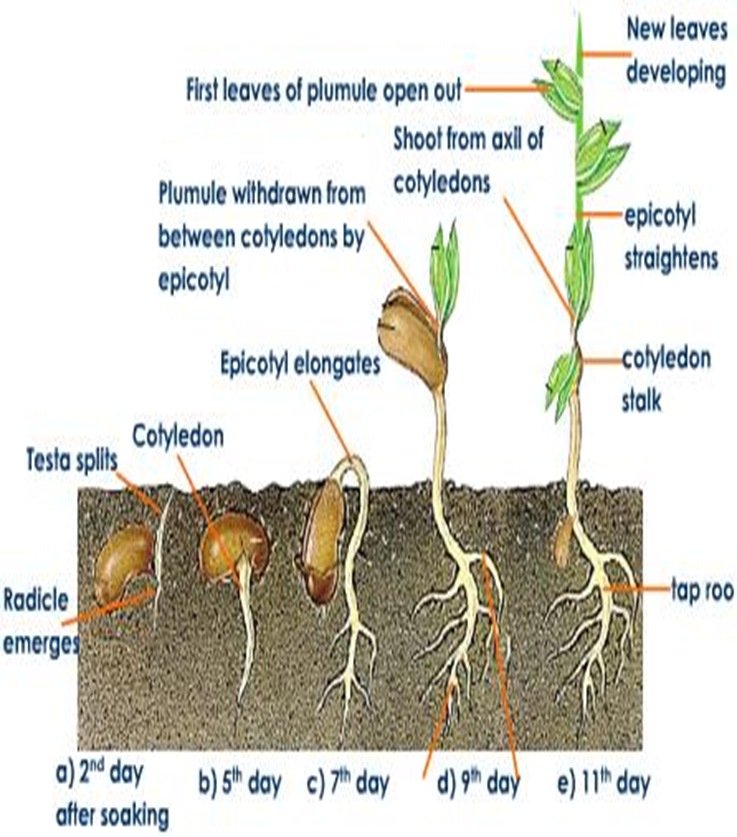 New leaves
developing
First leaves of plumule open out
Shoot from axil of
cotyledons
Plumule withdrawn from
between cotyledons by
epicotyl
epicotyl
straightens
Epicotyl elongates
cotyledon
stalk
Cotyledon
Testa splits
Radicle
emerges
tap roo
a) 2nd day
after soaking
b) 5th day
c) 7th day
d) 9th day
e) 11th day